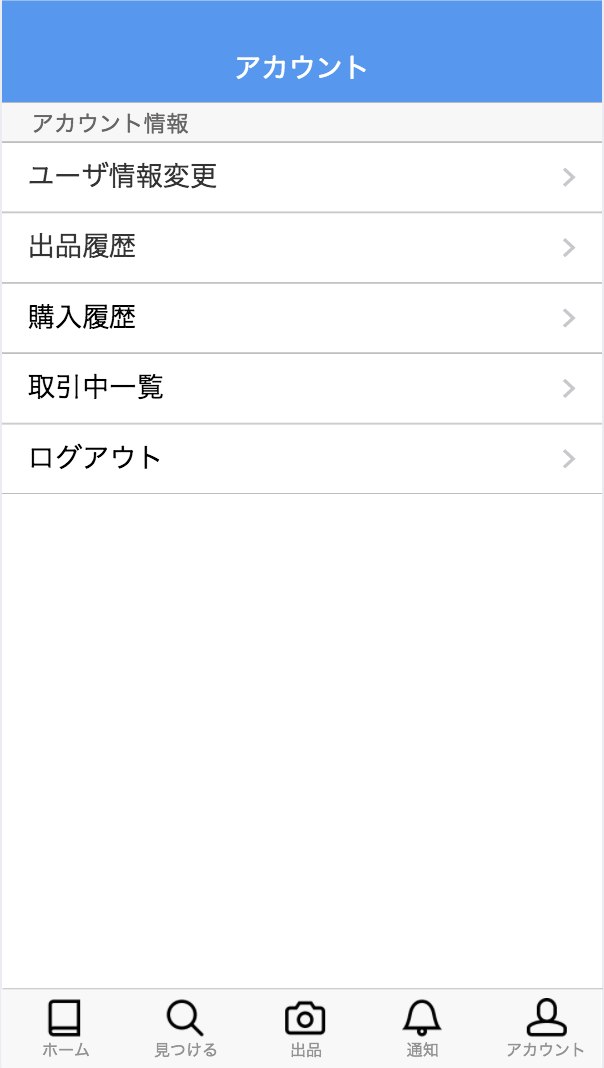 アカウント
アカウント情報
ユーザ情報変更
出品履歴
購入履歴
取引中一覧
ログアウト
ホーム
見つける
出品
通知
アカウント